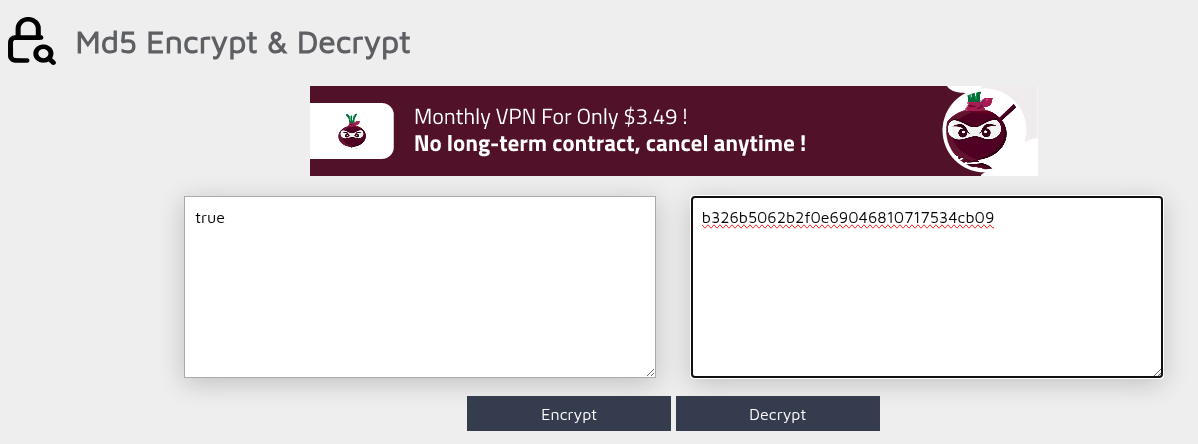 Md5 Encrypt & Decrypt
Monthly VPN For Only $3.49 !
No long-term contract, cancel anytime !
true
b326b5062b2f0e69046810717534cb09
Encrypt
Decrypt